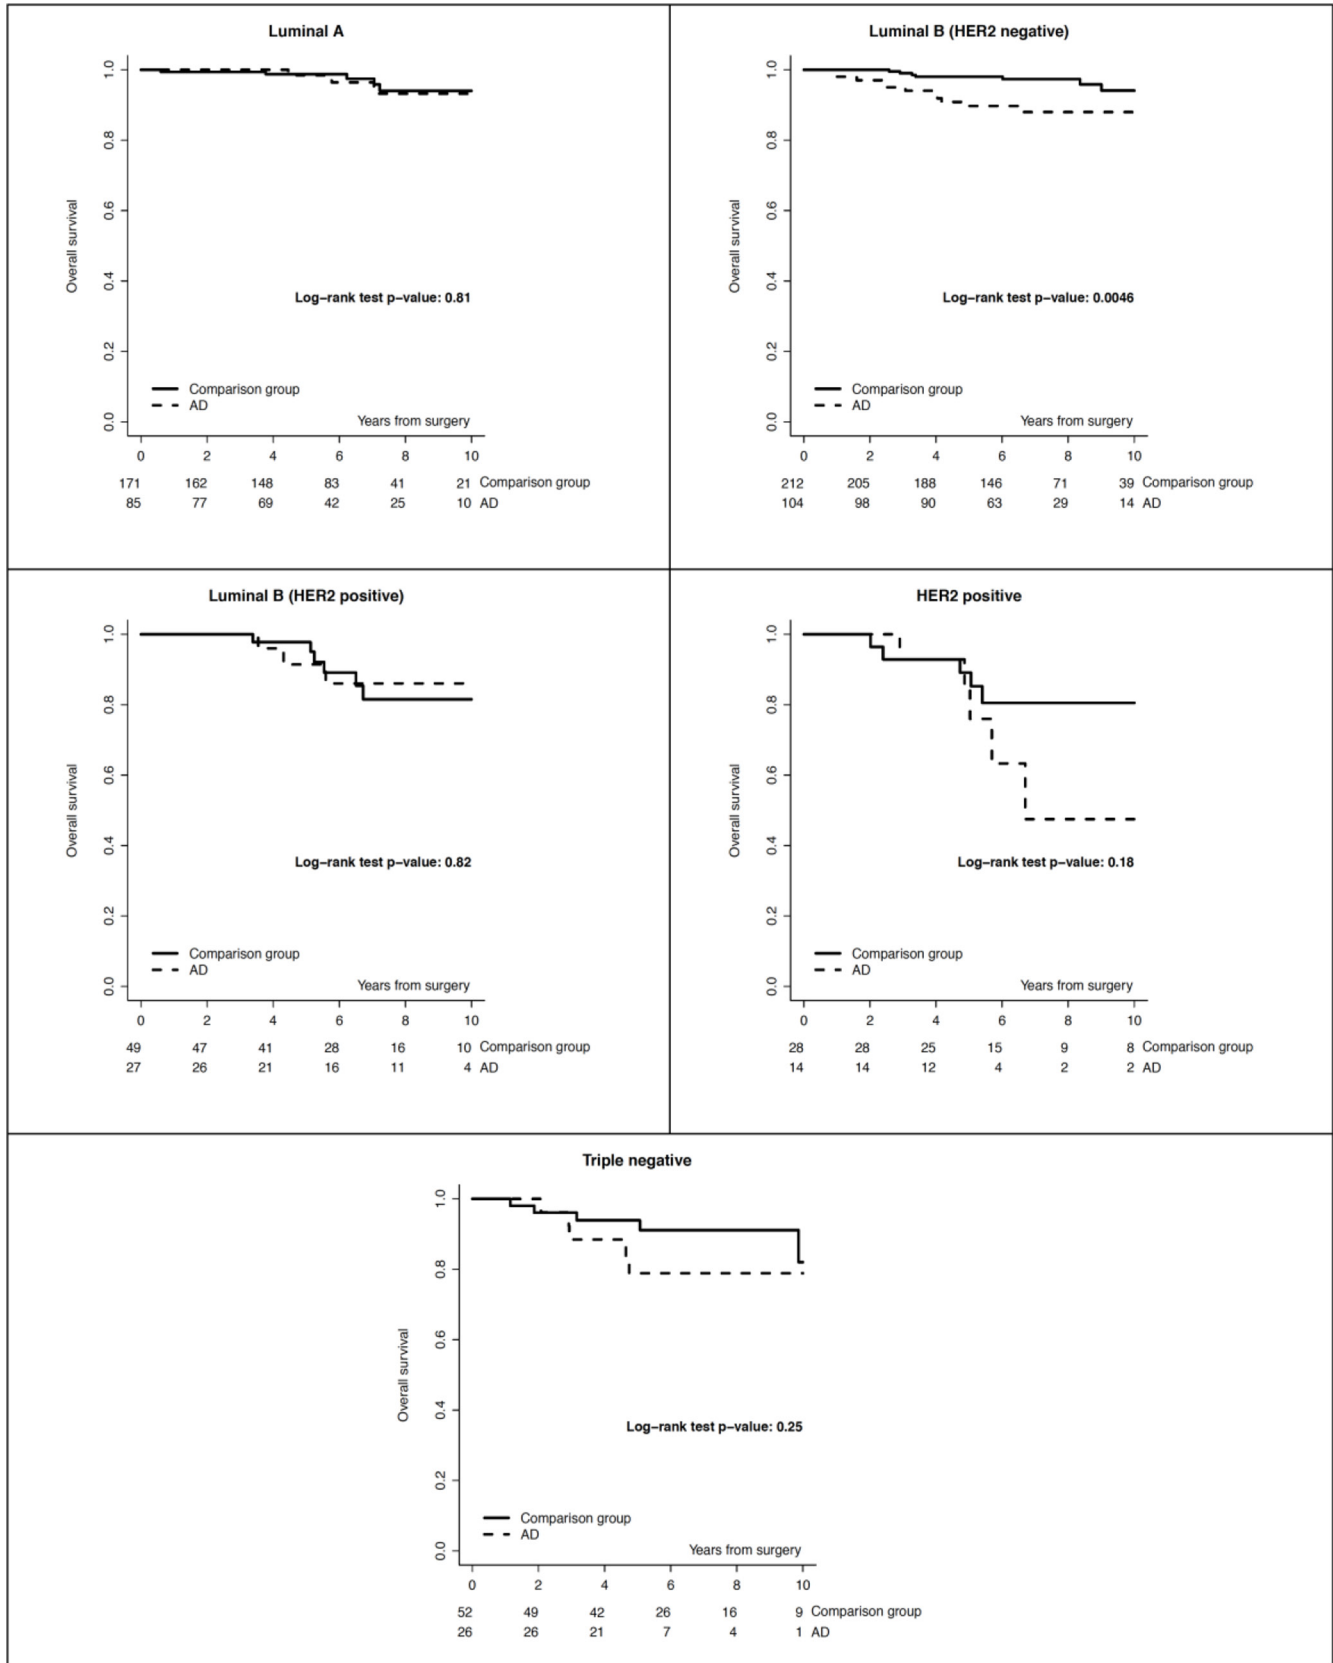 Luminal A
Overall survival
1.0
0.8
0.6
0.4
0.2
0.0
Log-rank test p-value: 0.81
Comparison group
AD
Years from surgery
0 2 4 6 8 10
171 162 148 83 41 21 Comparison group
85 77 69 42 25 10 AD
Luminal B (HER2 negative)
Overall survival
1.0
0.8
0.6
0.4
0.2
0.0
Log-rank test p-value: 0.0046
Comparison group
AD
Years from surgery
0 2 4 6 8 10
212 205 188 146 71 39 Comparison group
104 98 90 63 29 14 AD
Luminal B (HER2 positive)
Overall survival
1.0
0.8
0.6
0.4
0.2
0.0
Log-rank test p-value: 0.82
Comparison group
AD
Years from surgery
0 2 4 6 8 10
49 47 41 28 16 10 Comparison group
27 26 21 16 11 4 AD
HER2 positive
Overall survival
1.0
0.8
0.6
0.4
0.2
0.0
Log-rank test p-value: 0.18
Comparison group
AD
Years from surgery
0 2 4 6 8 10
28 28 25 15 9 8 Comparison group
14 14 12 4 2 2 AD
Triple negative
Overall survival
1.0
0.8
0.6
0.4
0.2
0.0
Log-rank test p-value: 0.25
Comparison group
AD
Years from surgery
0 2 4 6 8 10
52 49 42 26 16 9 Comparison group
26 26 21 7 4 1 AD